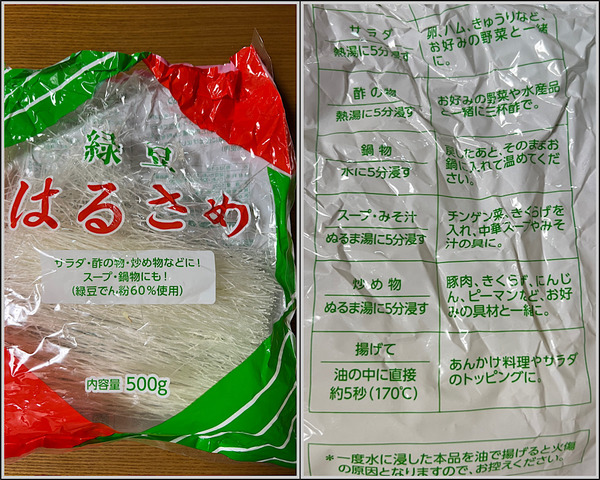 緑豆
はるさめ
サラダ・酢の物・炒め物などに！
スープ・鍋物にも！
（緑豆でん粉60％使用）
内容量 500g
サラダ
熱湯に5分浸す
卵、ハム、きゅうりなど、
お好みの野菜と一緒
に。
酢の物
熱湯に5分浸す
お好みの野菜や水産品
と一緒に三杯酢で。
鍋物
水に5分浸す
戻したあと、そのままお
鍋に入れて温めてくだ
さい。
スープ・みそ汁
ぬるま湯に5分浸す
チンゲン菜、きくらげを
入れ、中華スープやみそ
汁の具に。
炒め物
ぬるま湯に5分浸す
豚肉、きくらげ、にんじ
ん、ピーマンなど、お好
みの具材と一緒に。
揚げて
油の中に直接
約5秒（170℃）
あんかけ料理やサラダ
のトッピングに。
＊一度水に浸した本品を油で揚げると火傷
の原因となりますので、お控えください。